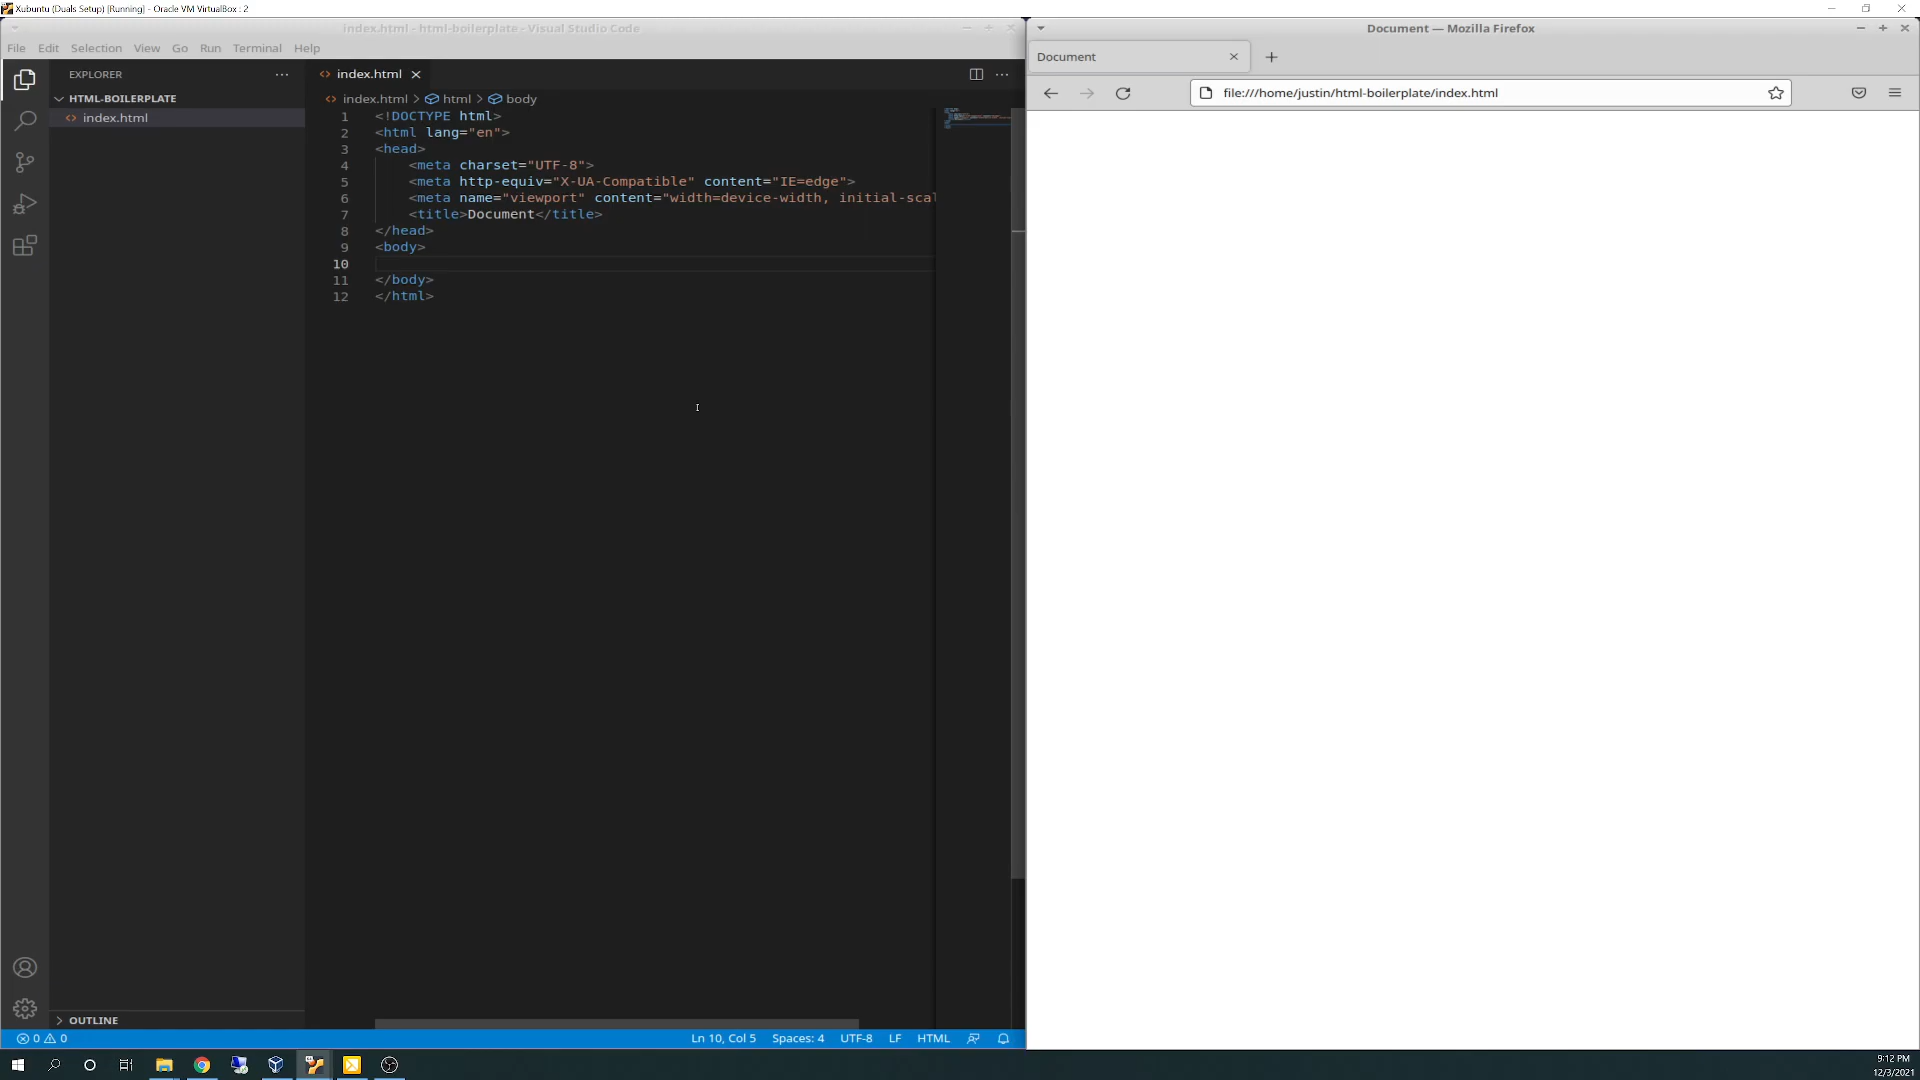 Xubuntu (Duals Setup) [Running] - Oracle VM VirtualBox : 2
index.html - html-boilerplate - Visual Studio Code
File Edit Selection View Go Run Terminal Help
EXPLORER
HTML-BOILERPLATE
index.html
OUTLINE
index.html
index.html > html > body
1 <!DOCTYPE html>
2 <html lang="en">
3 <head>
4 <meta charset="UTF-8">
5 <meta http-equiv="X-UA-Compatible" content="IE=edge">
6 <meta name="viewport" content="width=device-width, initial-scal
7 <title>Document</title>
8 </head>
9 <body>
10
11 </body>
12 </html>
0 0
Ln 10, Col 5 Spaces: 4 UTF-8 LF HTML
Document — Mozilla Firefox
Document
file:///home/justin/html-boilerplate/index.html
9:12 PM
12/3/2021